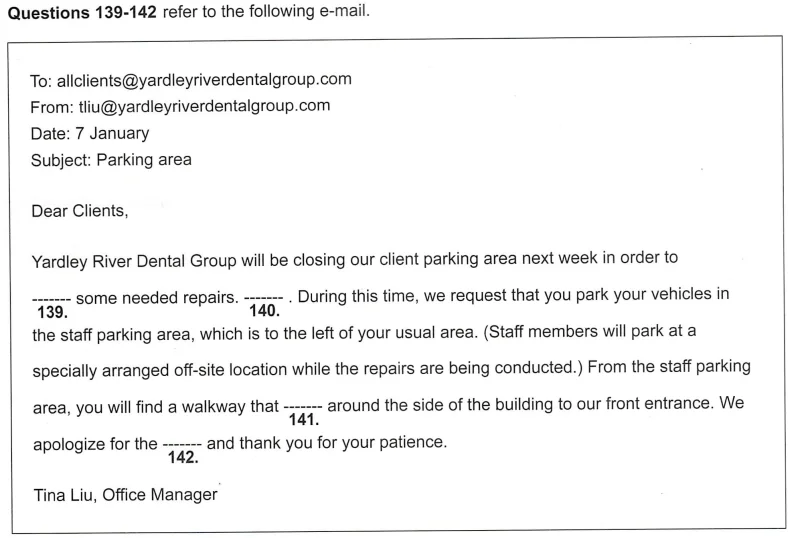 Questions 139-142 refer to the following e-mail.
To: allclients@yardleyriverdentalgroup.com
From: tliu@yardleyriverdentalgroup.com
Date: 7 January
Subject: Parking area
Dear Clients,
Yardley River Dental Group will be closing our client parking area next week in order to
------- some needed repairs. ------- . During this time, we request that you park your vehicles in
139. 140.
the staff parking area, which is to the left of your usual area. (Staff members will park at a
specially arranged off-site location while the repairs are being conducted.) From the staff parking
area, you will find a walkway that ------- around the side of the building to our front entrance. We
141.
apologize for the ------- and thank you for your patience.
142.
Tina Liu, Office Manager